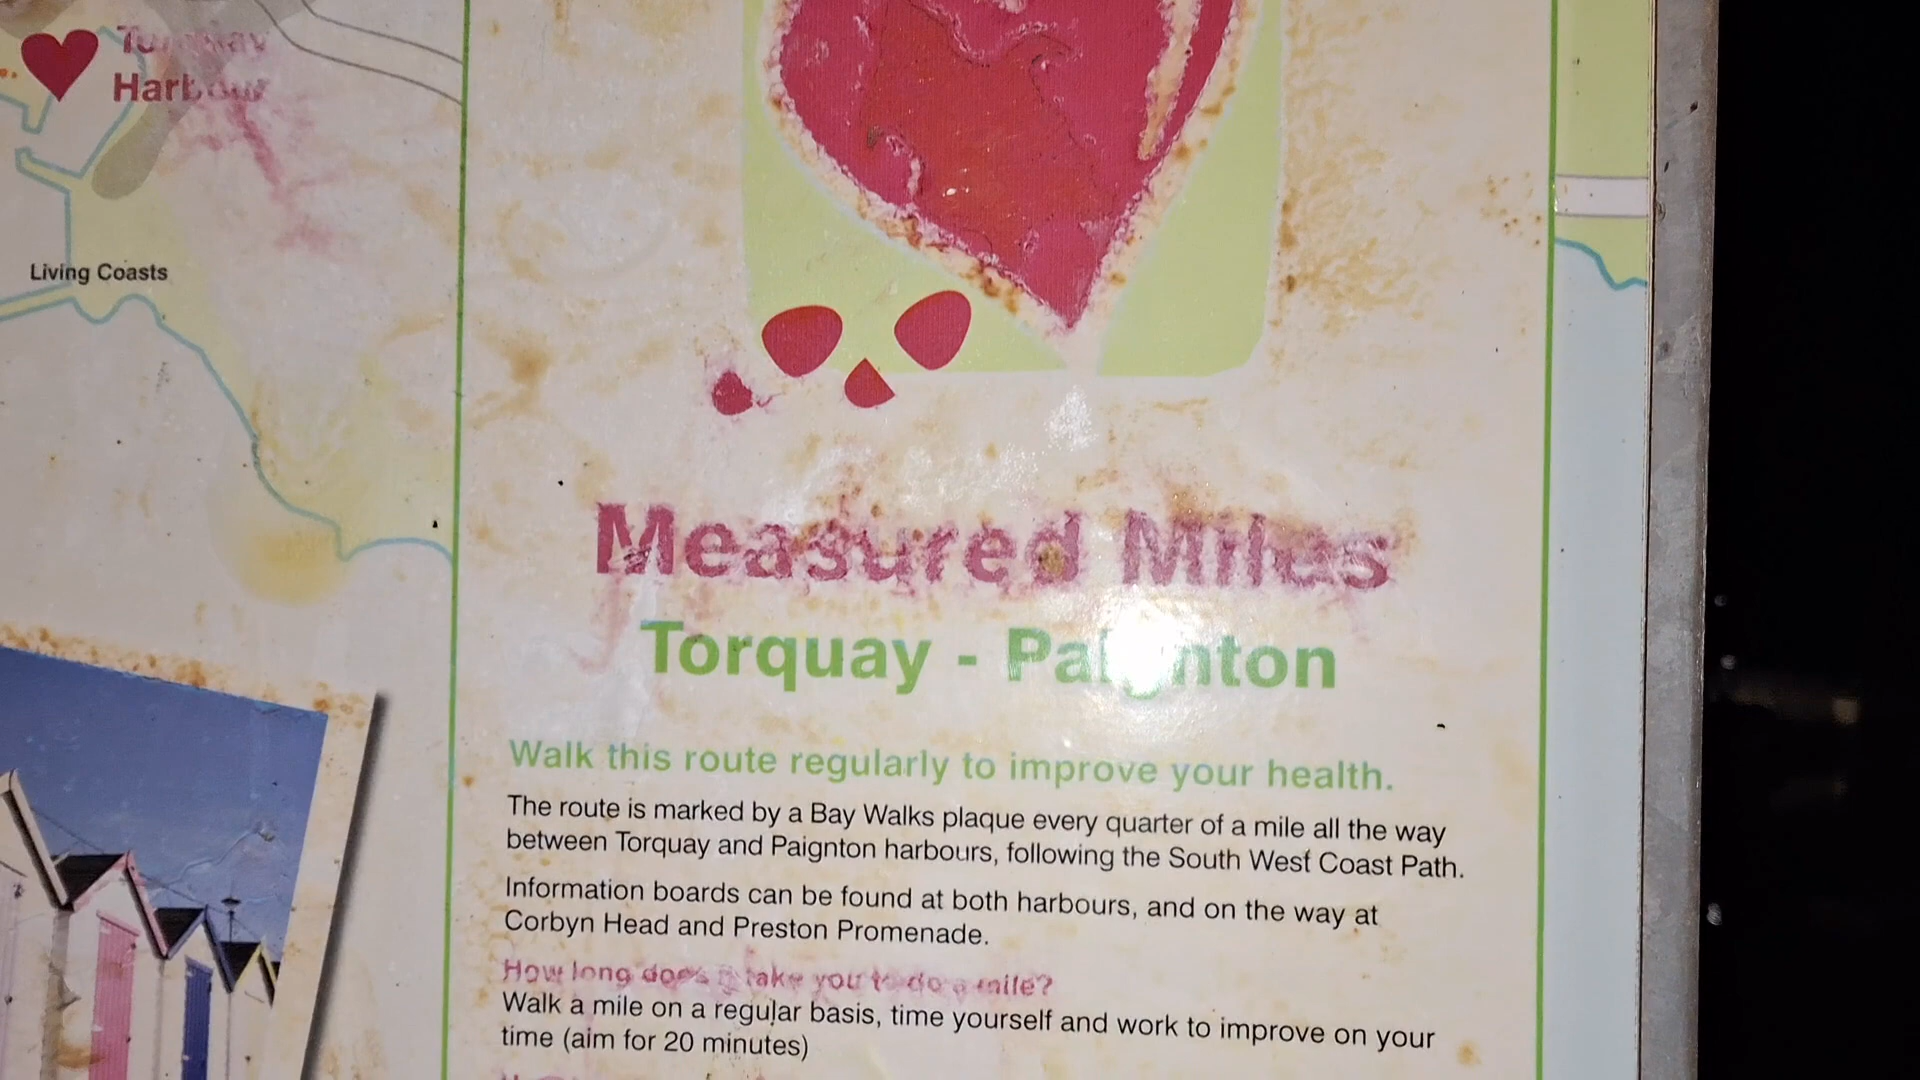 Torquay
Harbour
Living Coasts
Measured Miles
Torquay - Paignton
Walk this route regularly to improve your health.
The route is marked by a Bay Walks plaque every quarter of a mile all the way
between Torquay and Paignton harbours, following the South West Coast Path.
Information boards can be found at both harbours, and on the way at
Corbyn Head and Preston Promenade.
How long does it take you to do a mile?
Walk a mile on a regular basis, time yourself and work to improve on your
time (aim for 20 minutes)